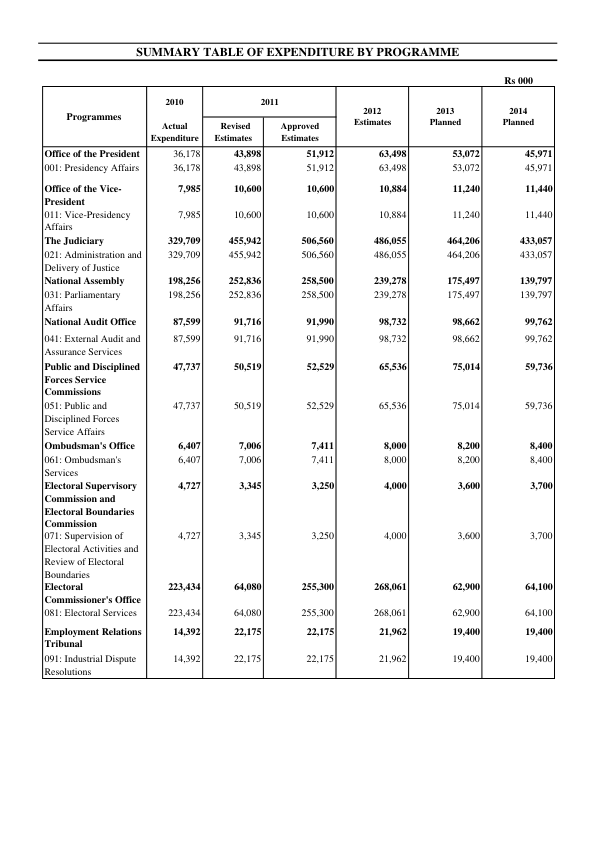 SUMMARY TABLE OF EXPENDITURE BY PROGRAMME
Rs 000
Programmes 2010 2011 2012 Estimates 2013 Planned 2014 Planned
Actual Expenditure Revised Estimates Approved Estimates
Office of the President 36,178 43,898 51,912 63,498 53,072 45,971
001: Presidency Affairs 36,178 43,898 51,912 63,498 53,072 45,971
Office of the Vice- 7,985 10,600 10,600 10,884 11,240 11,440
President
011: Vice-Presidency 7,985 10,600 10,600 10,884 11,240 11,440
Affairs
The Judiciary 329,709 455,942 506,560 486,055 464,206 433,057
021: Administration and 329,709 455,942 506,560 486,055 464,206 433,057
Delivery of Justice
National Assembly 198,256 252,836 258,500 239,278 175,497 139,797
031: Parliamentary 198,256 252,836 258,500 239,278 175,497 139,797
Affairs
National Audit Office 87,599 91,716 91,990 98,732 98,662 99,762
041: External Audit and 87,599 91,716 91,990 98,732 98,662 99,762
Assurance Services
Public and Disciplined 47,737 50,519 52,529 65,536 75,014 59,736
Forces Service
Commissions
051: Public and 47,737 50,519 52,529 65,536 75,014 59,736
Disciplined Forces
Service Affairs
Ombudsman's Office 6,407 7,006 7,411 8,000 8,200 8,400
061: Ombudsman's 6,407 7,006 7,411 8,000 8,200 8,400
Services
Electoral Supervisory 4,727 3,345 3,250 4,000 3,600 3,700
Commission and
Electoral Boundaries
Commission
071: Supervision of 4,727 3,345 3,250 4,000 3,600 3,700
Electoral Activities and
Review of Electoral
Boundaries
Electoral 223,434 64,080 255,300 268,061 62,900 64,100
Commissioner's Office
081: Electoral Services 223,434 64,080 255,300 268,061 62,900 64,100
Employment Relations 14,392 22,175 22,175 21,962 19,400 19,400
Tribunal
091: Industrial Dispute 14,392 22,175 22,175 21,962 19,400 19,400
Resolutions